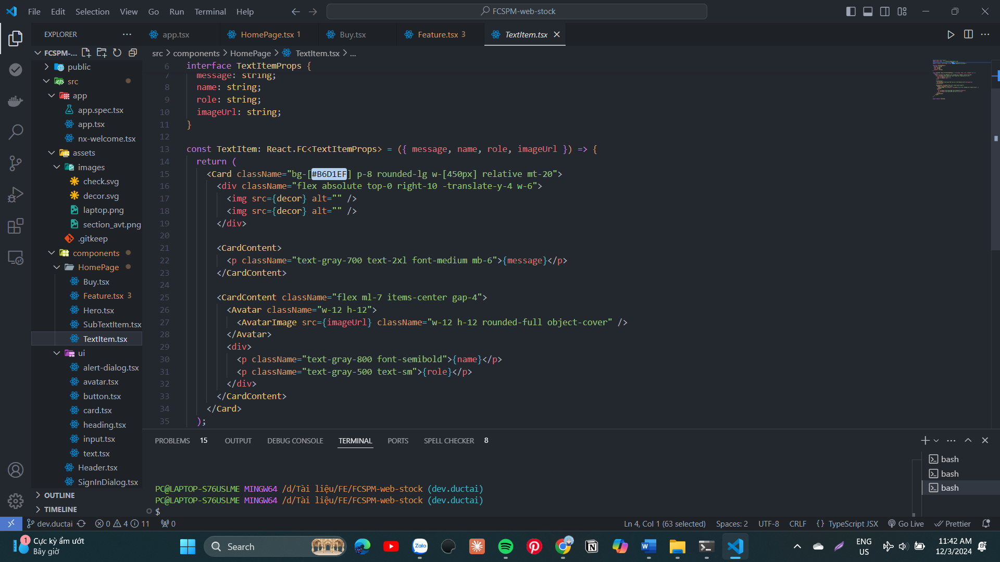 File Edit Selection View Go Run Terminal Help
FCSPM-web-stock
EXPLORER
app.tsx
HomePage.tsx 1
Buy.tsx
Feature.tsx 3
TextItem.tsx
FCSPM-...
src > components > HomePage > TextItem.tsx > ...
public
src
app
app.spec.tsx
app.tsx
nx-welcome.tsx
assets
images
check.svg
decor.svg
laptop.png
section_avt.png
.gitkeep
components
HomePage
Buy.tsx
Feature.tsx 3
Hero.tsx
SubTextItem.tsx
TextItem.tsx
ui
alert-dialog.tsx
avatar.tsx
button.tsx
card.tsx
heading.tsx
input.tsx
text.tsx
Header.tsx
SignInDialog.tsx
OUTLINE
TIMELINE
6 interface TextItemProps {
7 message: string;
8 name: string;
9 role: string;
10 imageUrl: string;
11 }
12
13 const TextItem: React.FC<TextItemProps> = ({ message, name, role, imageUrl }) => {
14 return (
15 <Card className="bg-[#B6D1EF] p-8 rounded-lg w-[450px] relative mt-20">
16 <div className="flex absolute top-0 right-10 -translate-y-4 w-6">
17 <img src={decor} alt="" />
18 <img src={decor} alt="" />
19 </div>
20
21 <CardContent>
22 <p className="text-gray-700 text-2xl font-medium mb-6">{message}</p>
23 </CardContent>
24
25 <CardContent className="flex ml-7 items-center gap-4">
26 <Avatar className="w-12 h-12">
27 <AvatarImage src={imageUrl} className="w-12 h-12 rounded-full object-cover" />
28 </Avatar>
29 <div>
30 <p className="text-gray-800 font-semibold">{name}</p>
31 <p className="text-gray-500 text-sm">{role}</p>
32 </div>
33 </CardContent>
34 </Card>
35 );
PROBLEMS 15 OUTPUT DEBUG CONSOLE TERMINAL PORTS SPELL CHECKER 8
bash
bash
bash
PC@LAPTOP-S76USLME MINGW64 /d/Tài liệu/FE/FCSPM-web-stock (dev.ductai)
PC@LAPTOP-S76USLME MINGW64 /d/Tài liệu/FE/FCSPM-web-stock (dev.ductai)
$
dev.ductai 0 4 11 0
Ln 4, Col 1 (63 selected) Spaces: 2 UTF-8 CRLF {} TypeScript JSX Go Live Prettier
1
Cực kỳ ẩm ướt
Bây giờ
Search
Zalo
ENG
US
11:42 AM
12/3/2024